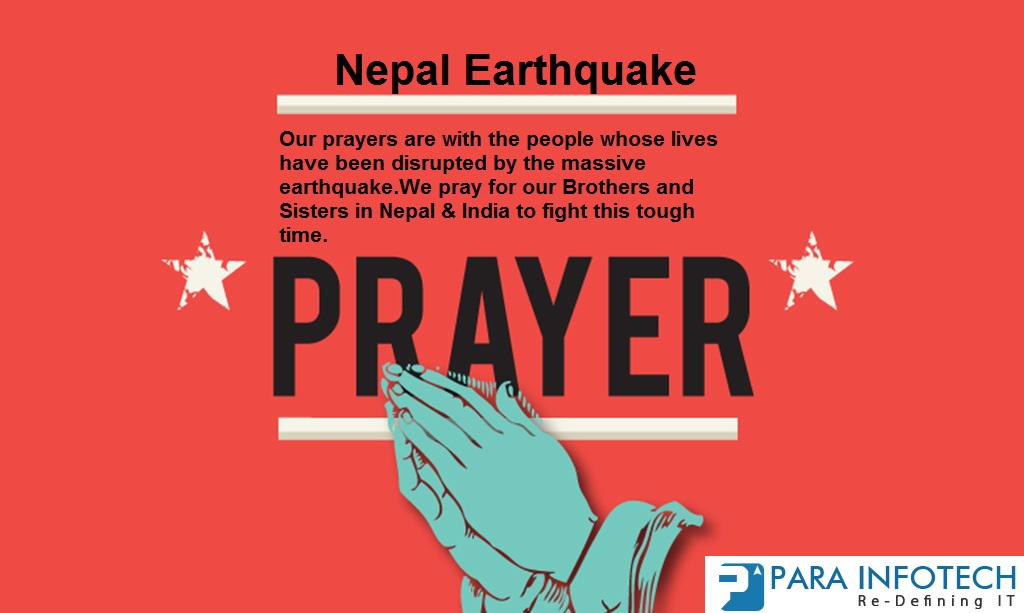 Nepal Earthquake
Our prayers are with the people whose lives
have been disrupted by the massive
earthquake.We pray for our Brothers and
Sisters in Nepal & India to fight this tough
time.
PRAYER
PARA INFOTECH
Re-Defining IT